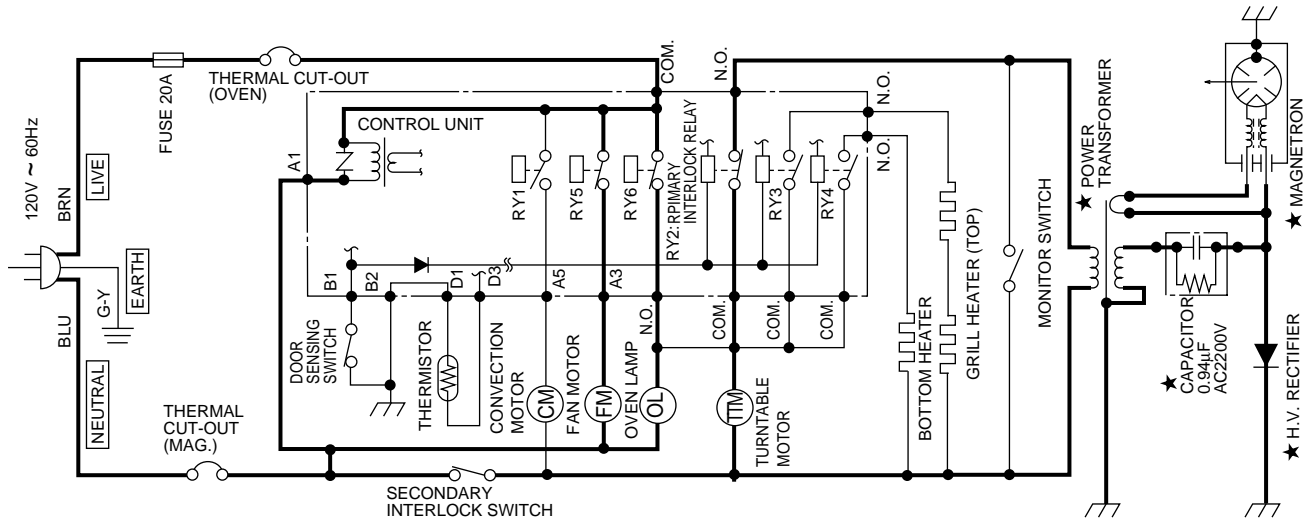 120V ~ 60Hz
BRN
LIVE
BLU
G-Y
EARTH
NEUTRAL
FUSE 20A
THERMAL CUT-OUT
(OVEN)
THERMAL
CUT-OUT
(MAG.)
A1
CONTROL UNIT
COM.
RY1
RY5
RY6
N.O.
RY2:RPIMARY
INTERLOCK RELAY
RY3
RY4
N.O.
N.O.
B1
B2
D1
D3
A5
A3
N.O.
COM.
COM.
COM.
DOOR
SENSING
SWITCH
THERMISTOR
CONVECTION
MOTOR
CM
FAN MOTOR
FM
OVEN LAMP
OL
TURNTABLE
MOTOR
TTM
SECONDARY
INTERLOCK SWITCH
BOTTOM HEATER
GRILL HEATER (TOP)
MONITOR SWITCH
★ POWER
TRANSFORMER
★ MAGNETRON
★ CAPACITOR
0.94µF
AC2200V
★ H.V. RECTIFIER